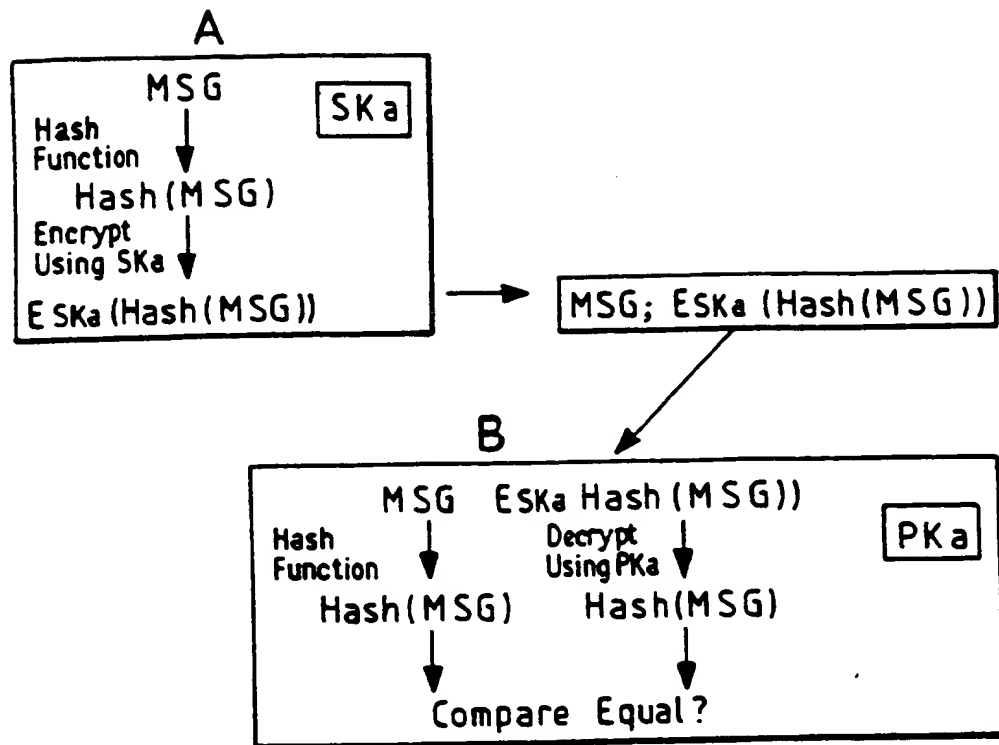 A
MSG
SKa
Hash
Function
Hash(MSG)
Encrypt
Using SKa
ESKa(Hash(MSG))
MSG; ESKa (Hash(MSG))
B
MSG ESKa Hash(MSG))
PKa
Hash
Function
Decrypt
Using PKa
Hash(MSG) Hash(MSG)
Compare Equal?